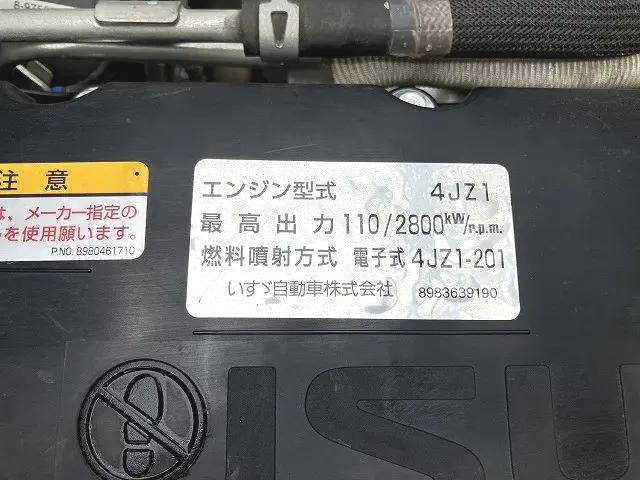 注意
は、メーカー指定の
を使用願います。
P.NO. 8980461710
エンジン型式 4JZ1
最高出力 110/2800kW/r.p.m.
燃料噴射方式 電子式 4JZ1-201
いすゞ自動車株式会社 8983639190
ISU